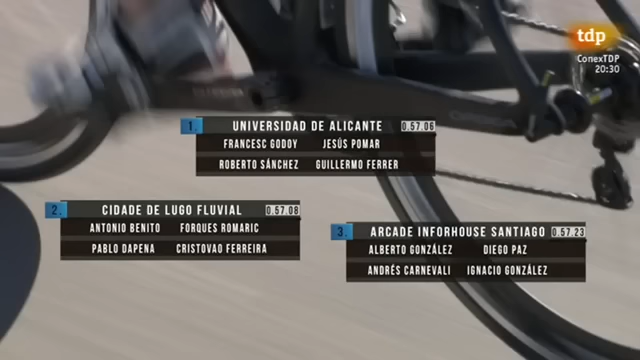 tdp
ConexTDP
20:30
1. UNIVERSIDAD DE ALICANTE 0.57.06
FRANCESC GODOY JESÚS POMAR
ROBERTO SÁNCHEZ GUILLERMO FERRER
2. CIDADE DE LUGO FLUVIAL 0.57.08
ANTONIO BENITO FORQUES ROMARIC
PABLO DAPENA CRISTOVAO FERREIRA
3. ARCADE INFORHOUSE SANTIAGO 0.57.23
ALBERTO GONZÁLEZ DIEGO PAZ
ANDRÉS CARNEVALI IGNACIO GONZÁLEZ